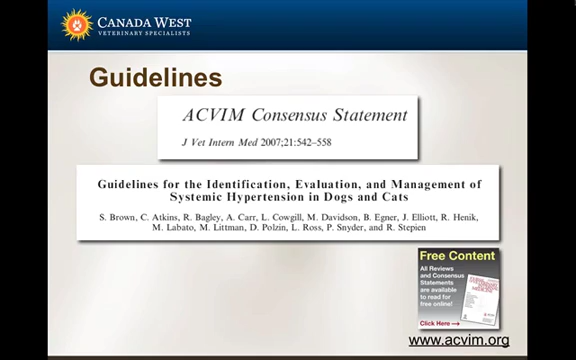 CANADA WEST
VETERINARY SPECIALISTS
Guidelines
ACVIM Consensus Statement
J Vet Intern Med 2007;21:542–558
Guidelines for the Identification, Evaluation, and Management of
Systemic Hypertension in Dogs and Cats
S. Brown, C. Atkins, R. Bagley, A. Carr, L. Cowgill, M. Davidson, B. Egner, J. Elliott, R. Henik,
M. Labato, M. Littman, D. Polzin, L. Ross, P. Snyder, and R. Stepien
Free Content
All Reviews
and Consensus
Statements
are available
to read for
free online!
Click Here
www.acvim.org